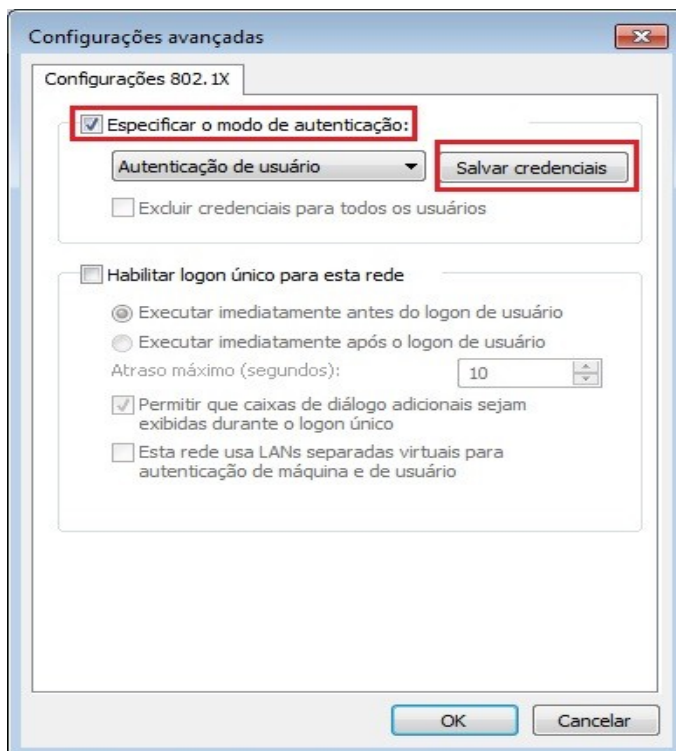 Configurações avançadas
Configurações 802.1X
Especificar o modo de autenticação:
Autenticação de usuário
Salvar credenciais
Excluir credenciais para todos os usuários
Habilitar logon único para esta rede
Executar imediatamente antes do logon de usuário
Executar imediatamente após o logon de usuário
Atraso máximo (segundos):
10
Permitir que caixas de diálogo adicionais sejam
exibidas durante o logon único
Esta rede usa LANs separadas virtuais para
autenticação de máquina e de usuário
OK
Cancelar